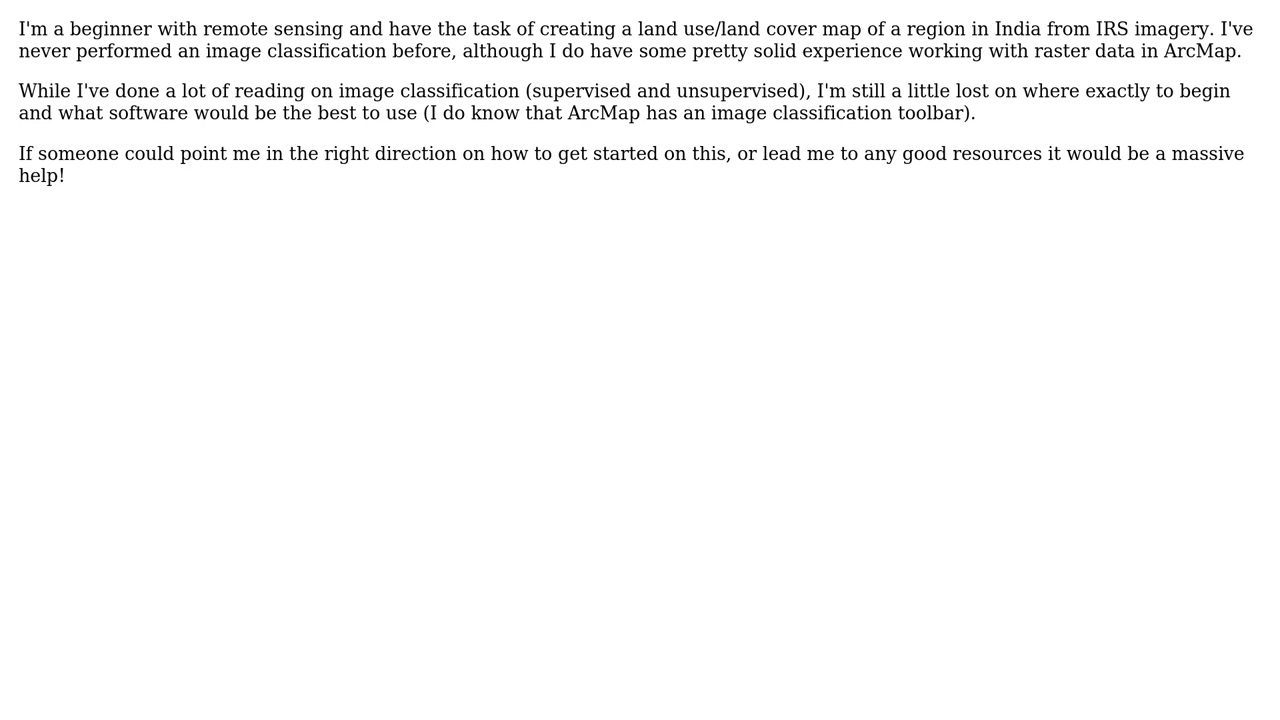 I'm a beginner with remote sensing and have the task of creating a land use/land cover map of a region in India from IRS imagery. I've
never performed an image classification before, although I do have some pretty solid experience working with raster data in ArcMap.
While I've done a lot of reading on image classification (supervised and unsupervised), I'm still a little lost on where exactly to begin
and what software would be the best to use (I do know that ArcMap has an image classification toolbar).
If someone could point me in the right direction on how to get started on this, or lead me to any good resources it would be a massive
help!